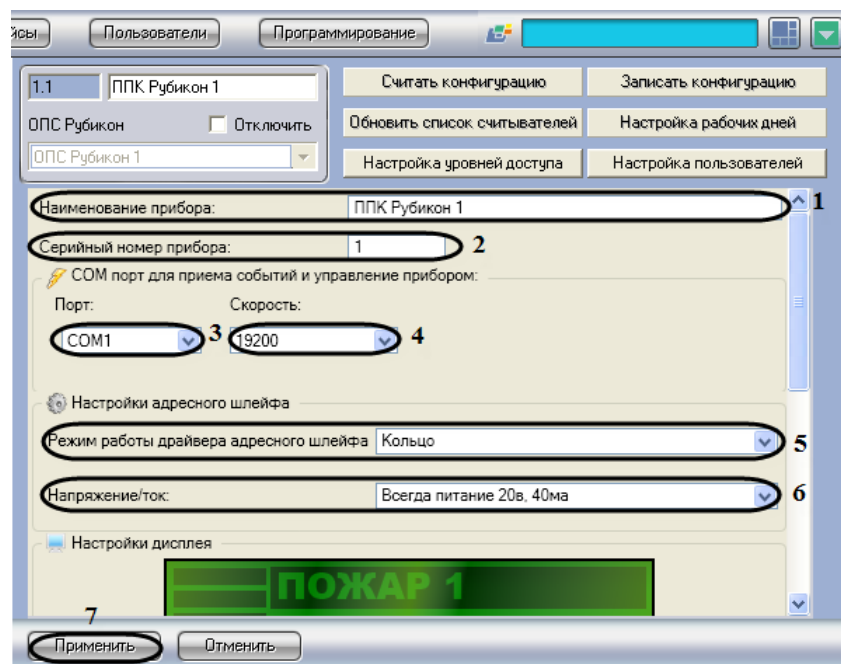 йсы Пользователи Программирование
1.1 ППК Рубикон 1 Считать конфигурацию Записать конфигурацию
ОПС Рубикон Отключить Обновить список считывателей Настройка рабочих дней
ОПС Рубикон 1 Настройка уровней доступа Настройка пользователей
Наименование прибора: ППК Рубикон 1 1
Серийный номер прибора: 1 2
COM порт для приема событий и управление прибором:
Порт: Скорость:
COM1 3 19200 4
Настройки адресного шлейфа
Режим работы драйвера адресного шлейфа Кольцо 5
Напряжение/ток: Всегда питание 20в, 40ма 6
Настройки дисплея
ПОЖАР 1
7
Применить Отменить